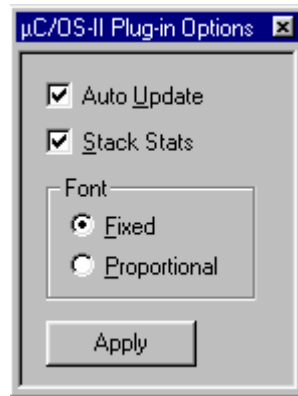 µC/OS-II Plug-in Options
Auto Update
Stack Stats
Font
Fixed
Proportional
Apply